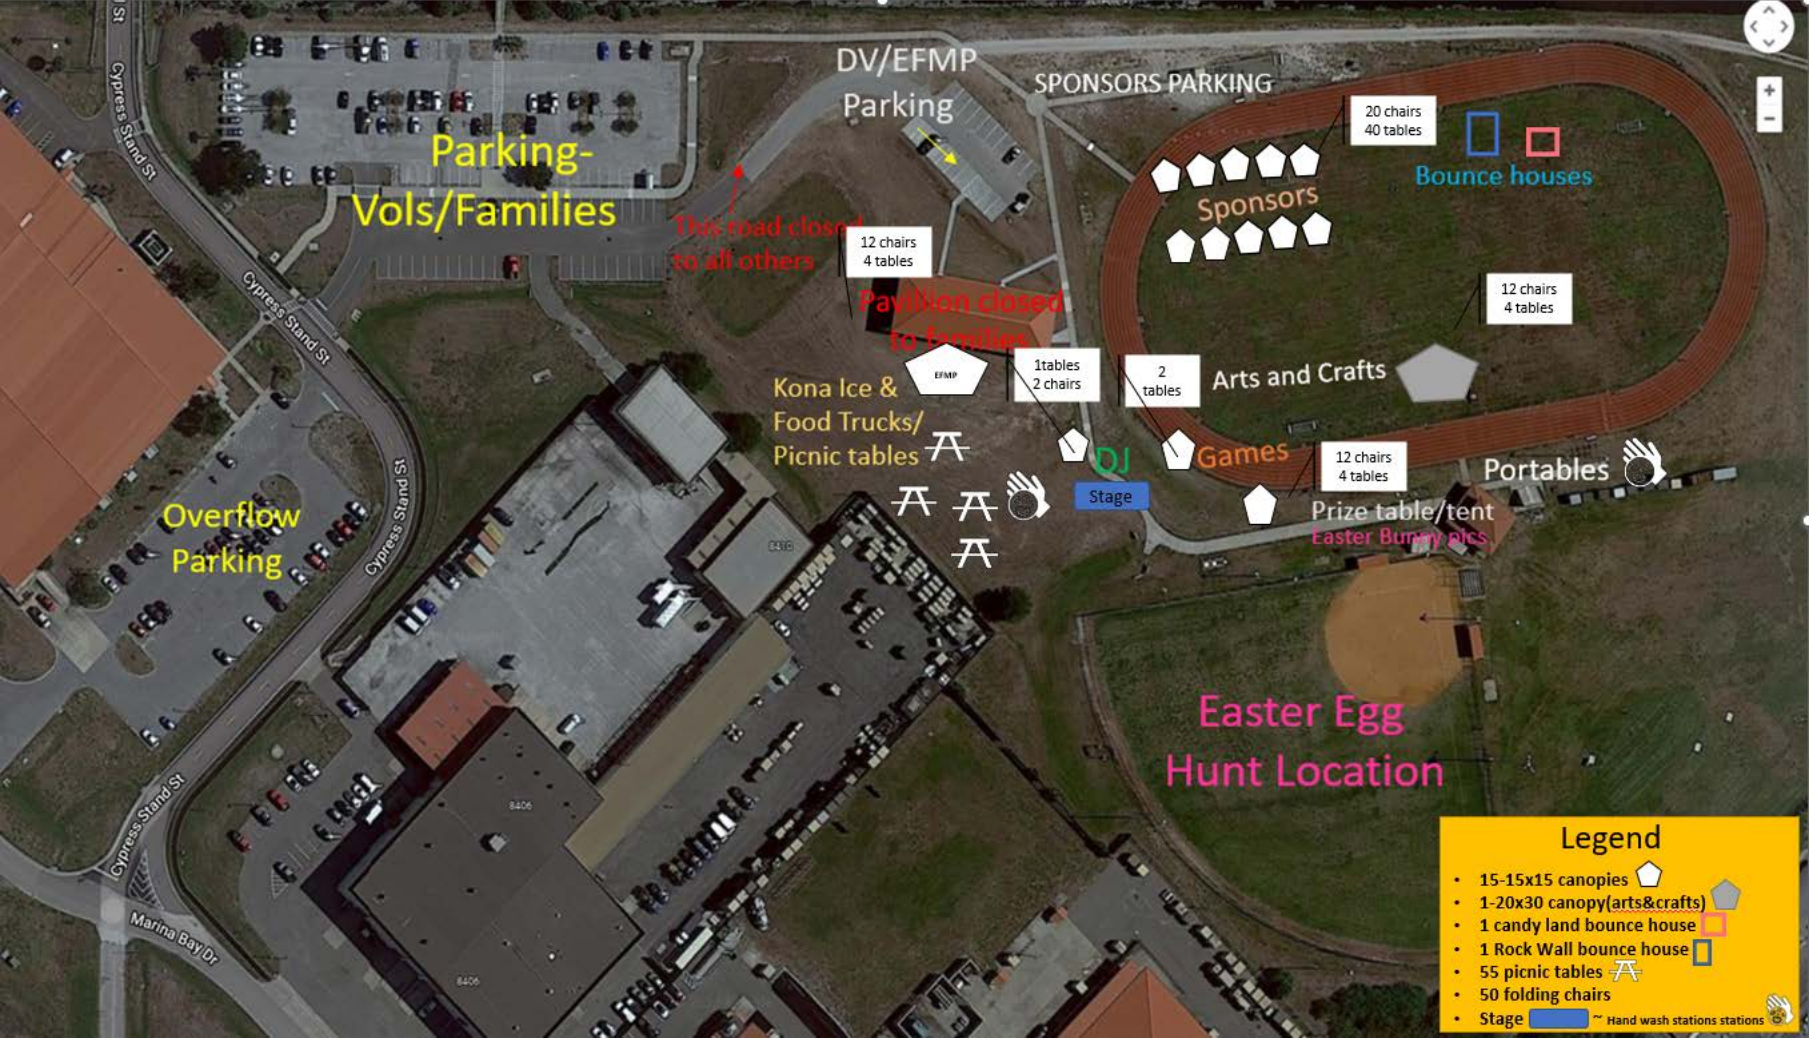 St
Cypress Stand St
DV/EFMP
Parking
SPONSORS PARKING
20 chairs
40 tables
Parking-
Vols/Families
Bounce houses
Sponsors
This road closed
to all others
12 chairs
4 tables
Cypress Stand St
12 chairs
4 tables
Pavillion closed
to families
EFMP
1tables
2 chairs
2
tables
Arts and Crafts
Kona Ice &
Food Trucks/
Picnic tables
DJ
Games
12 chairs
4 tables
Portables
Stage
Prize table/tent
Easter Bunny pics
Cypress Stand St
Overflow
Parking
8410
Easter Egg
Hunt Location
8406
Cypress Stand St
Marina Bay Dr
8406
Legend
• 15-15x15 canopies
• 1-20x30 canopy(arts&crafts)
• 1 candy land bounce house
• 1 Rock Wall bounce house
• 55 picnic tables
• 50 folding chairs
• Stage ~ Hand wash stations stations